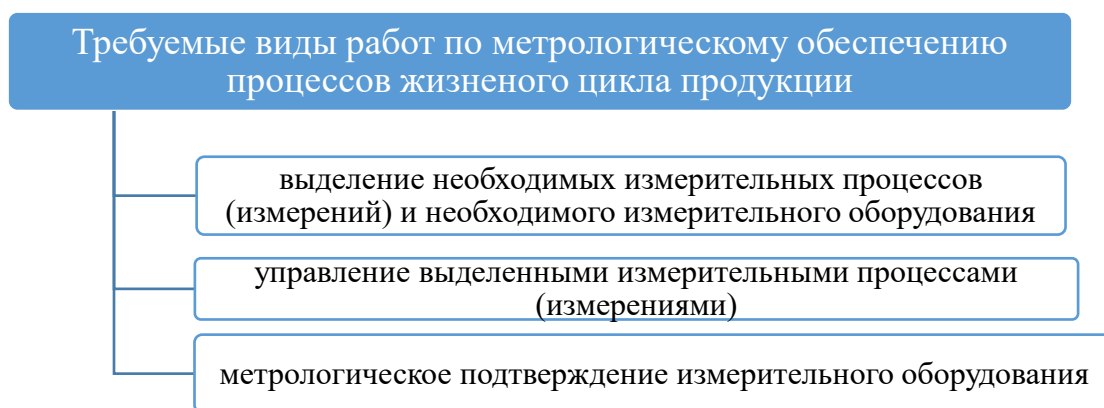 Требуемые виды работ по метрологическому обеспечению
процессов жизненого цикла продукции
выделение необходимых измерительных процессов
(измерений) и необходимого измерительного оборудования
управление выделенными измерительными процессами
(измерениями)
метрологическое подтверждение измерительного оборудования